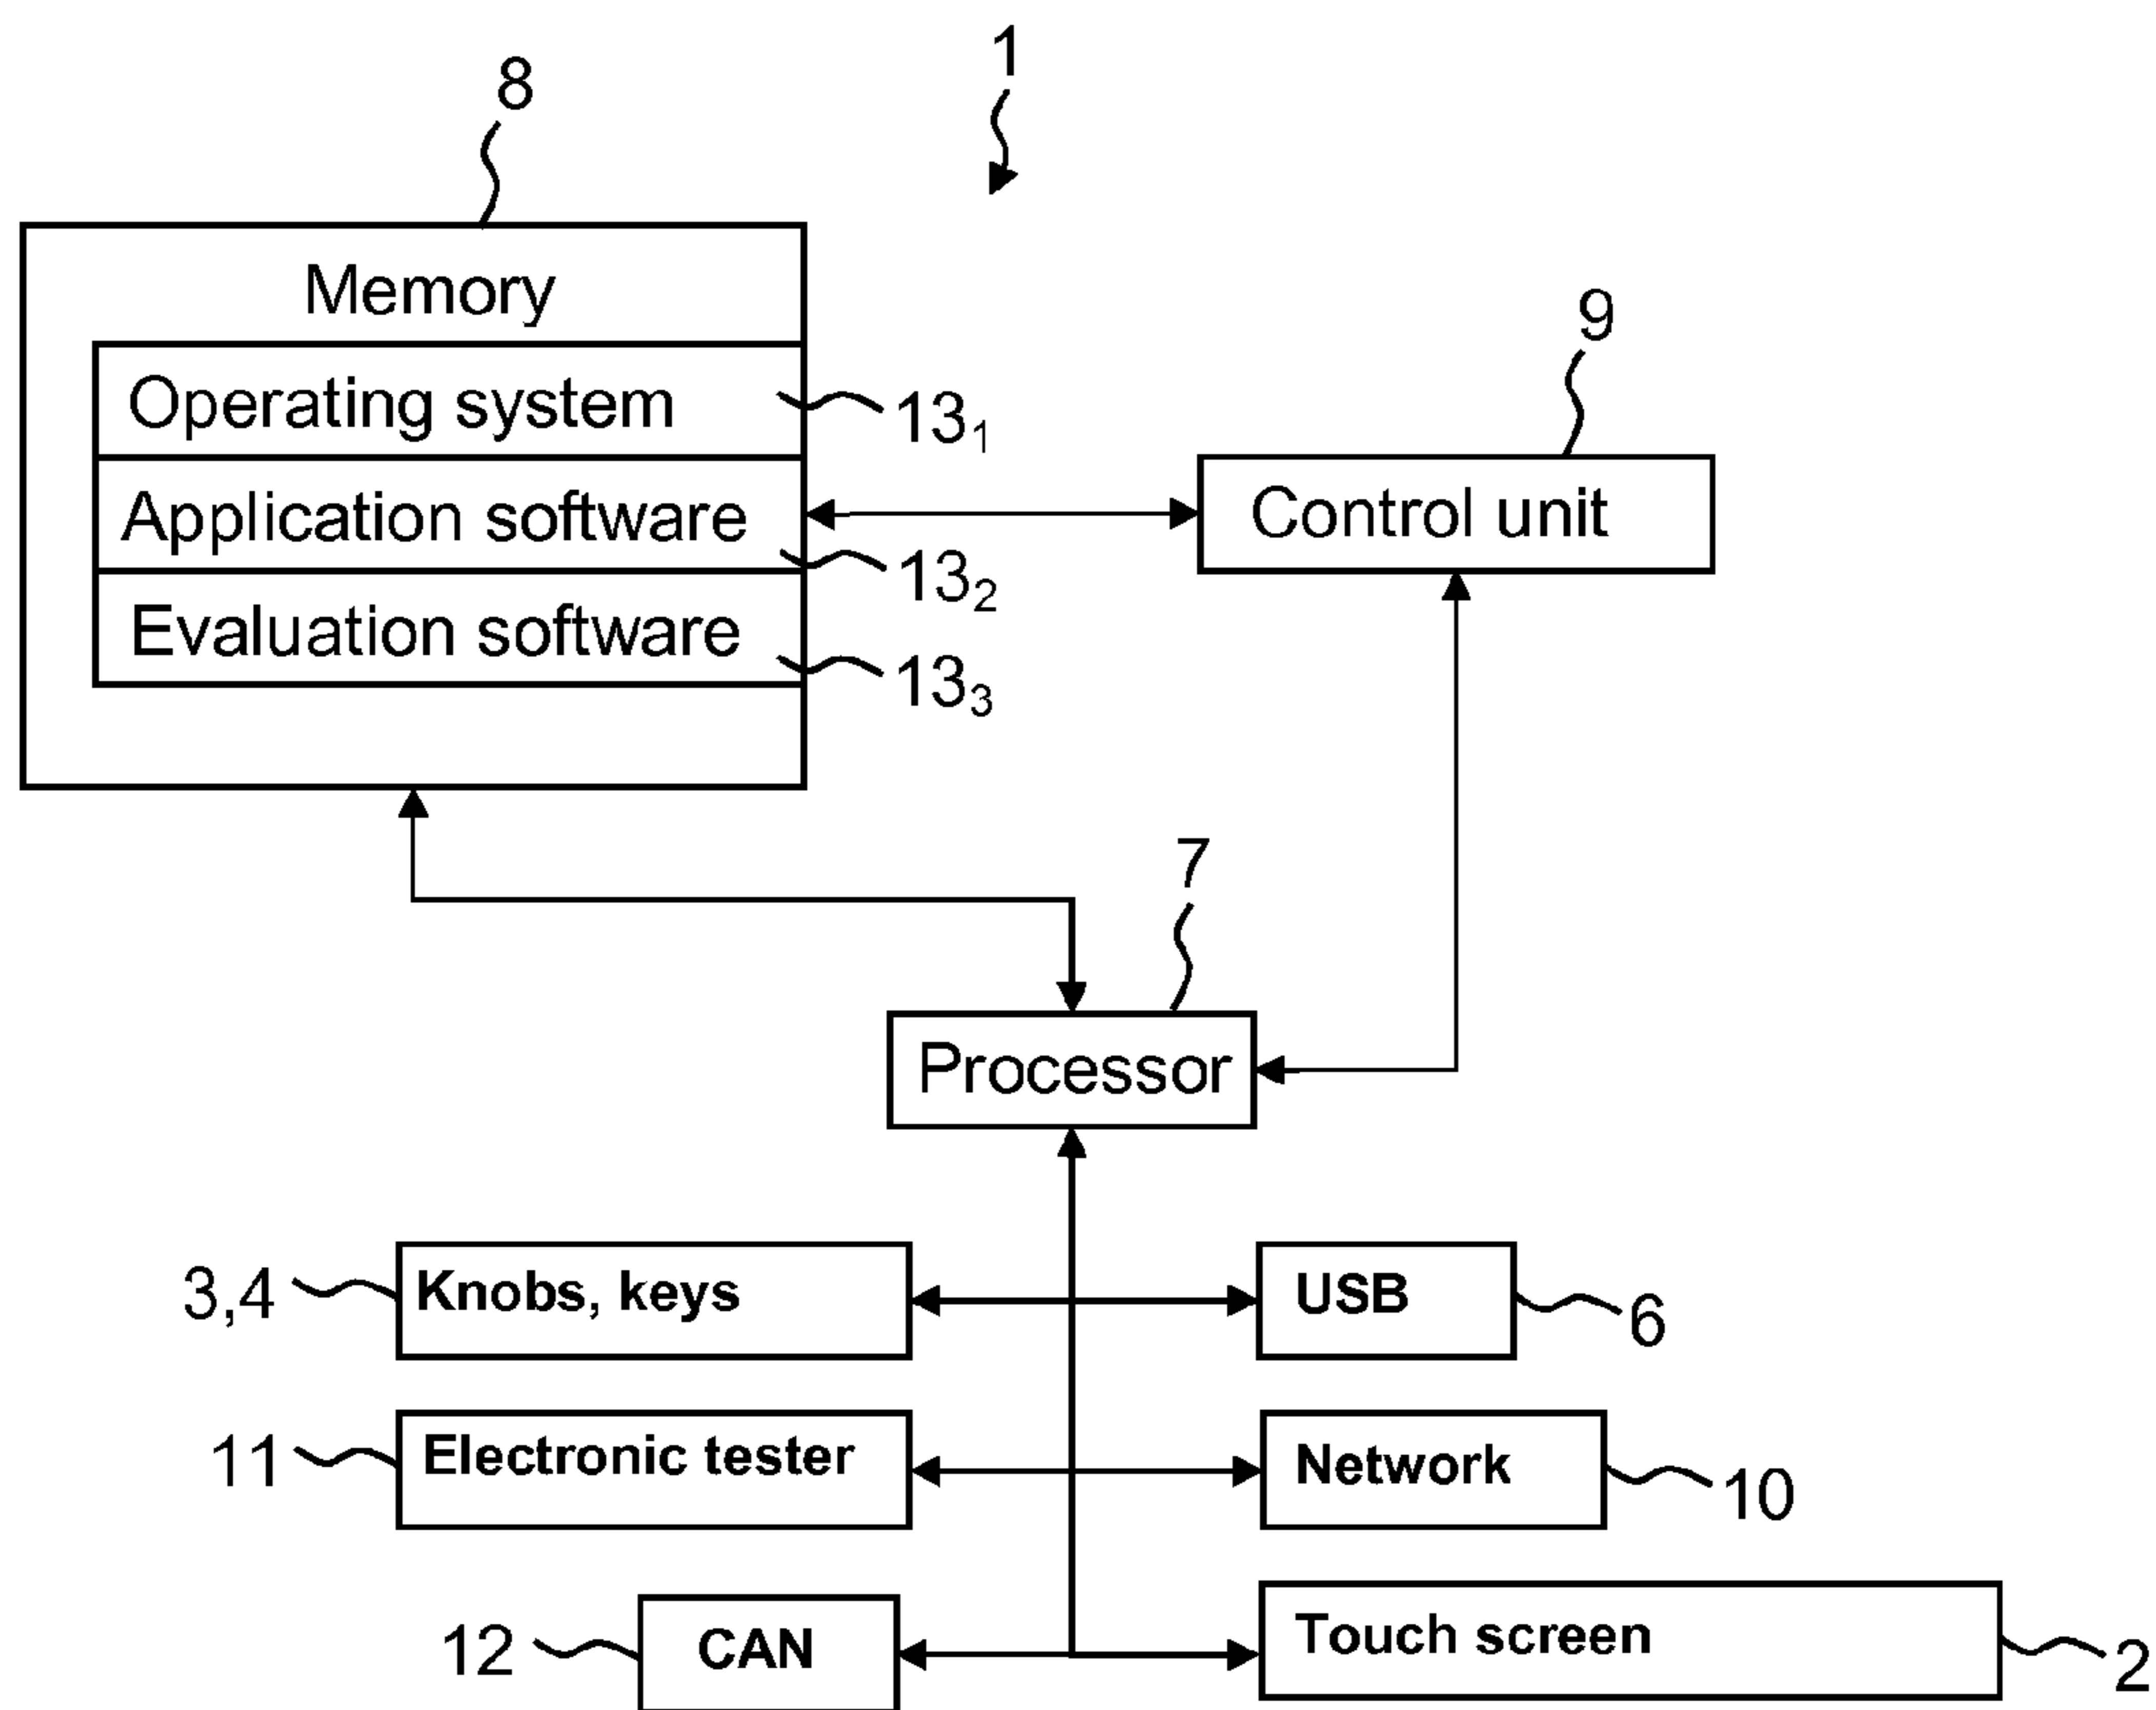 1
8
Memory
9
Operating system
13₁
Application software
Control unit
13₂
Evaluation software
13₃
7
Processor
3,4
Knobs, keys
USB
6
11
Electronic tester
Network
10
12
CAN
Touch screen
2